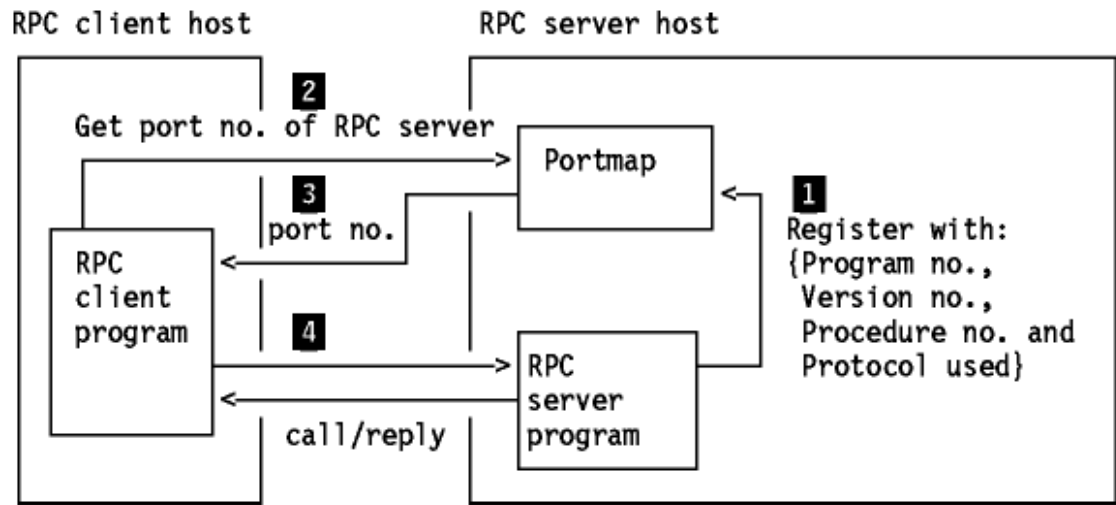 RPC client host
RPC server host
2
Get port no. of RPC server
Portmap
3
port no.
1
Register with:
{Program no.,
Version no.,
Procedure no. and
Protocol used}
RPC
client
program
4
RPC
server
program
call/reply